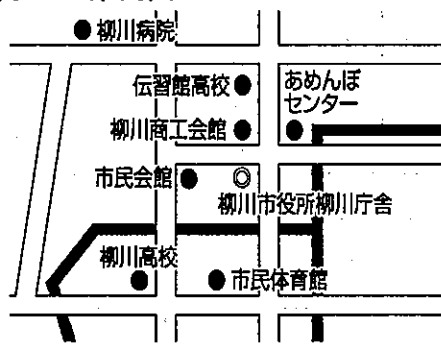 柳川病院
伝習館高校
あめんぼ
センター
柳川商工会館
市民会館
柳川市役所柳川庁舎
柳川高校
市民体育館